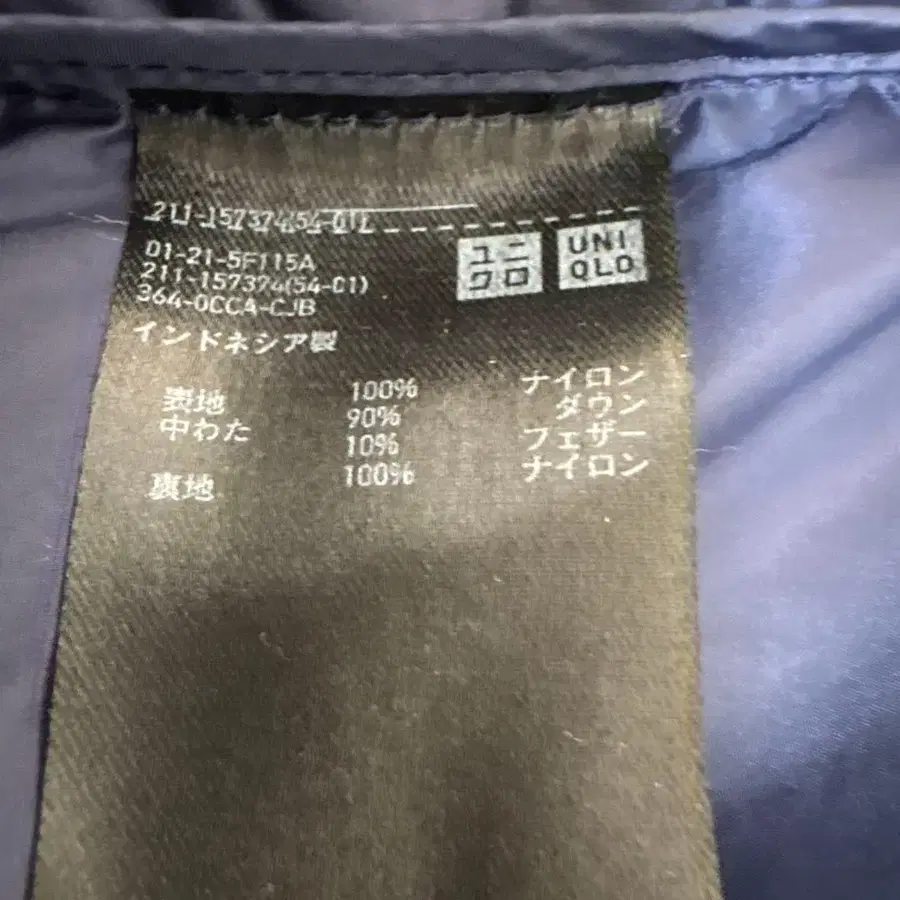 211-157374(54-01)
ユニ
クロ
UNI
QLO
01-21-5F115A
211-157374(54-01)
364-0CCA-CJB
インドネシア製
表地 100% ナイロン
中わた 90% ダウン
10% フェザー
裏地 100% ナイロン